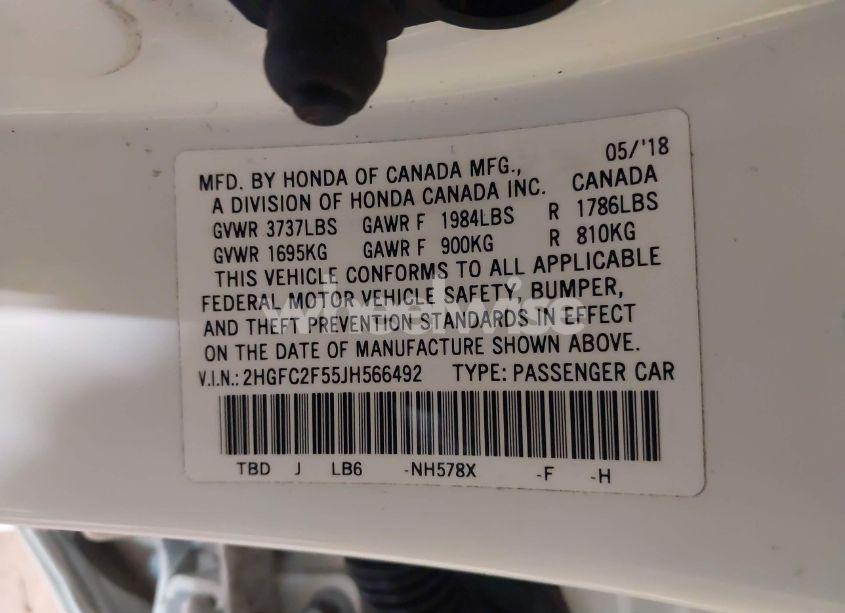 05/'18
MFD. BY HONDA OF CANADA MFG.,
A DIVISION OF HONDA CANADA INC. CANADA
GVWR 3737LBS GAWR F 1984LBS R 1786LBS
GVWR 1695KG GAWR F 900KG R 810KG
THIS VEHICLE CONFORMS TO ALL APPLICABLE
FEDERAL MOTOR VEHICLE SAFETY, BUMPER,
AND THEFT PREVENTION STANDARDS IN EFFECT
ON THE DATE OF MANUFACTURE SHOWN ABOVE.
V.I.N.: 2HGFC2F55JH566492 TYPE: PASSENGER CAR
TBD J LB6 -NH578X -F -H
wheelwise